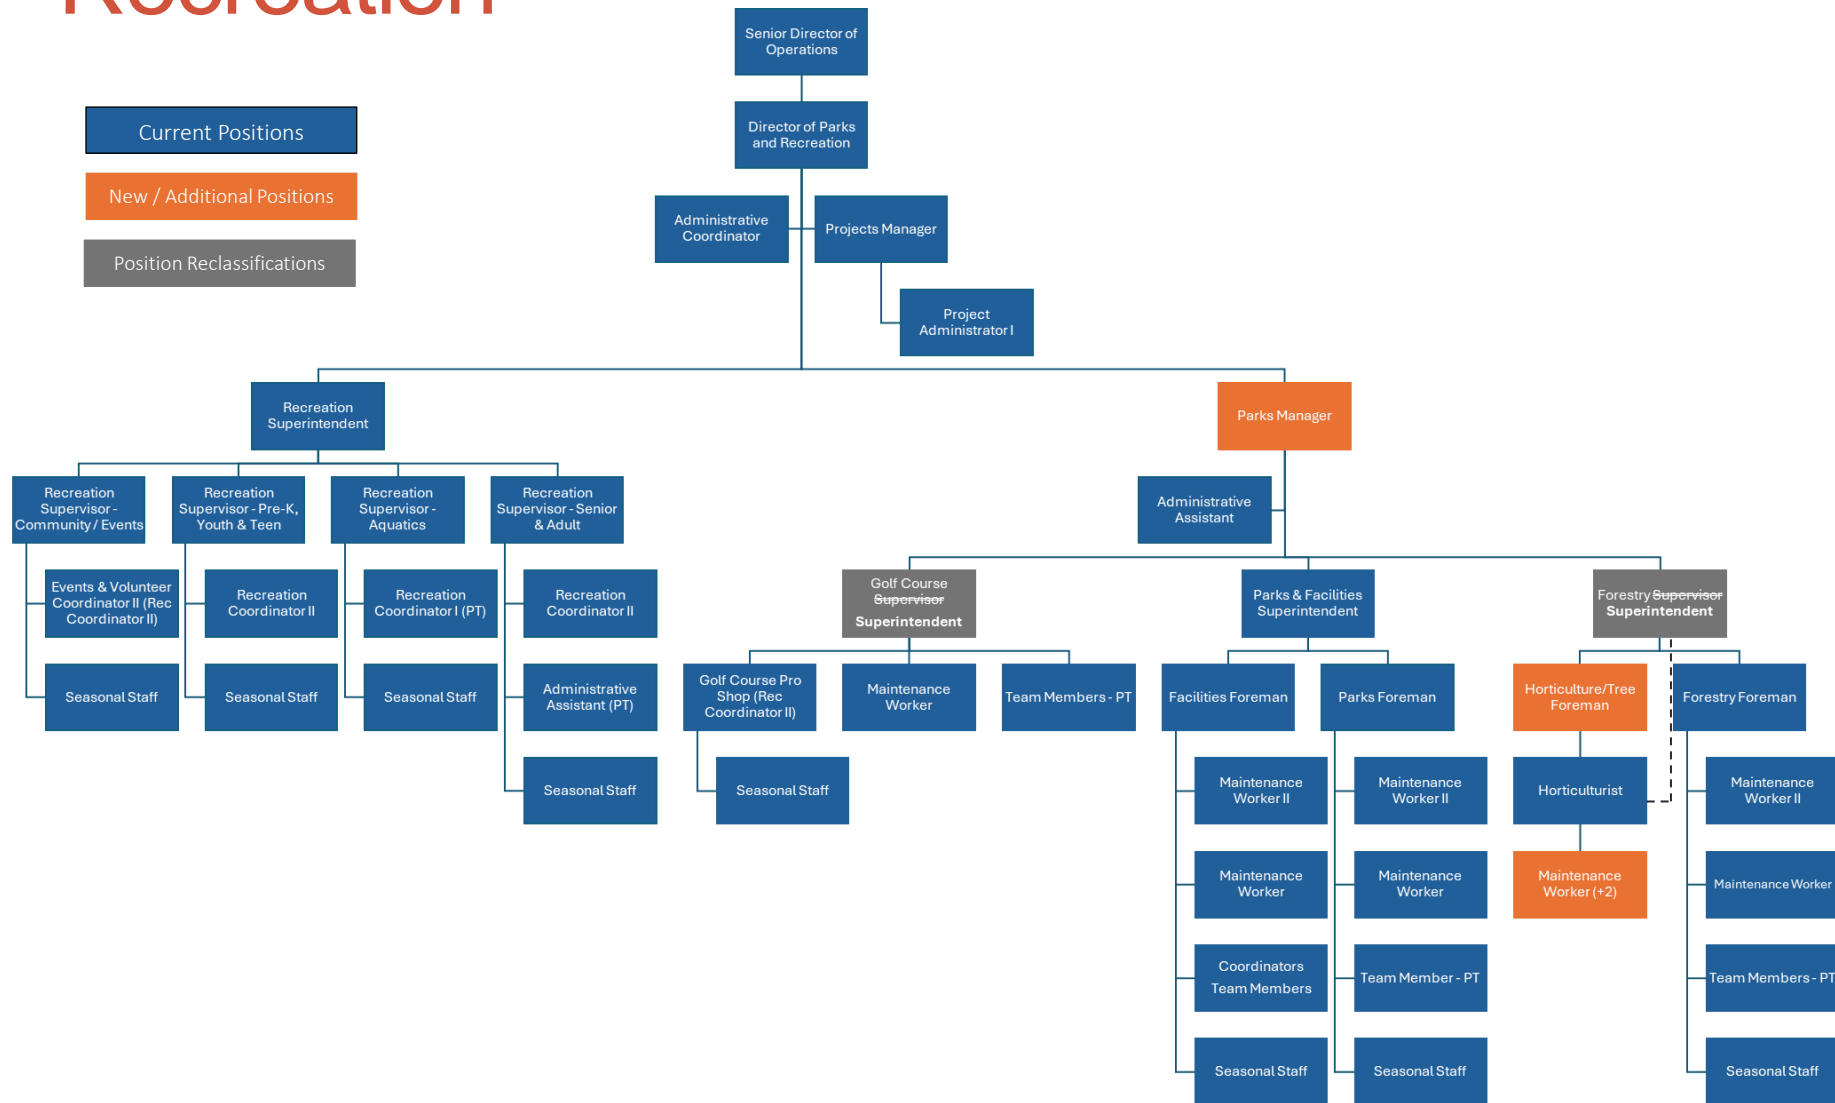 Recreation
Senior Director of
Operations
Current Positions
New / Additional Positions
Position Reclassifications
Director of Parks
and Recreation
Administrative
Coordinator
Projects Manager
Project
Administrator I
Recreation
Superintendent
Parks Manager
Recreation
Supervisor -
Community / Events
Recreation
Supervisor - Pre-K,
Youth & Teen
Recreation
Supervisor -
Aquatics
Recreation
Supervisor - Senior
& Adult
Administrative
Assistant
Events & Volunteer
Coordinator II (Rec
Coordinator II)
Recreation
Coordinator II
Recreation
Coordinator I (PT)
Recreation
Coordinator II
Golf Course
Supervisor
Superintendent
Parks & Facilities
Superintendent
Forestry Supervisor
Superintendent
Seasonal Staff
Seasonal Staff
Seasonal Staff
Administrative
Assistant (PT)
Golf Course Pro
Shop (Rec
Coordinator II)
Maintenance
Worker
Team Members - PT
Facilities Foreman
Parks Foreman
Horticulture/Tree
Foreman
Forestry Foreman
Seasonal Staff
Seasonal Staff
Maintenance
Worker II
Maintenance
Worker II
Horticulturist
Maintenance
Worker II
Maintenance
Worker
Maintenance
Worker
Maintenance
Worker (+2)
Maintenance Worker
Coordinators
Team Members
Team Member - PT
Team Members - PT
Seasonal Staff
Seasonal Staff
Seasonal Staff